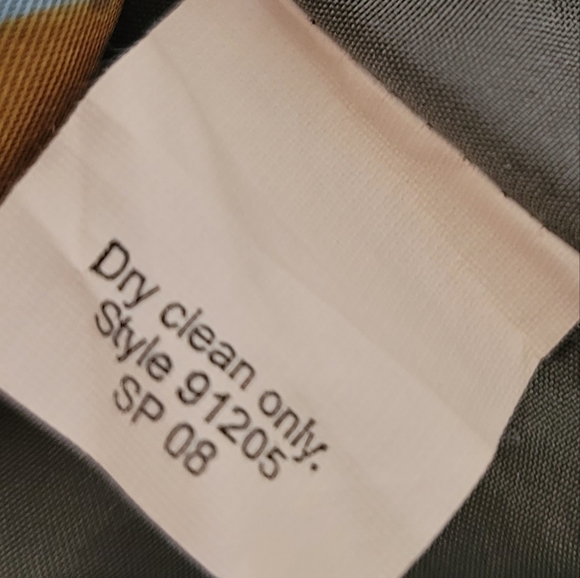 Dry clean only.
Style 91205
SP 08